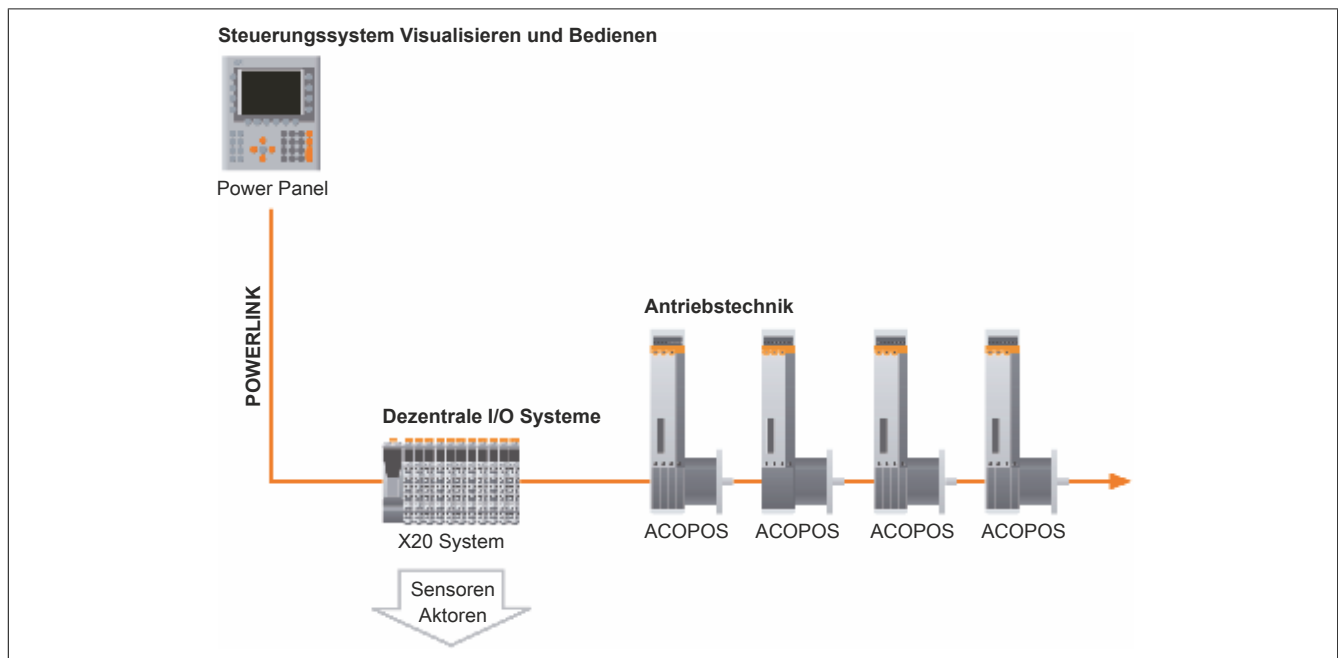 Steuerungssystem Visualisieren und Bedienen
Power Panel
POWERLINK
Antriebstechnik
Dezentrale I/O Systeme
X20 System
ACOPOS
ACOPOS
ACOPOS
ACOPOS
Sensoren
Aktoren